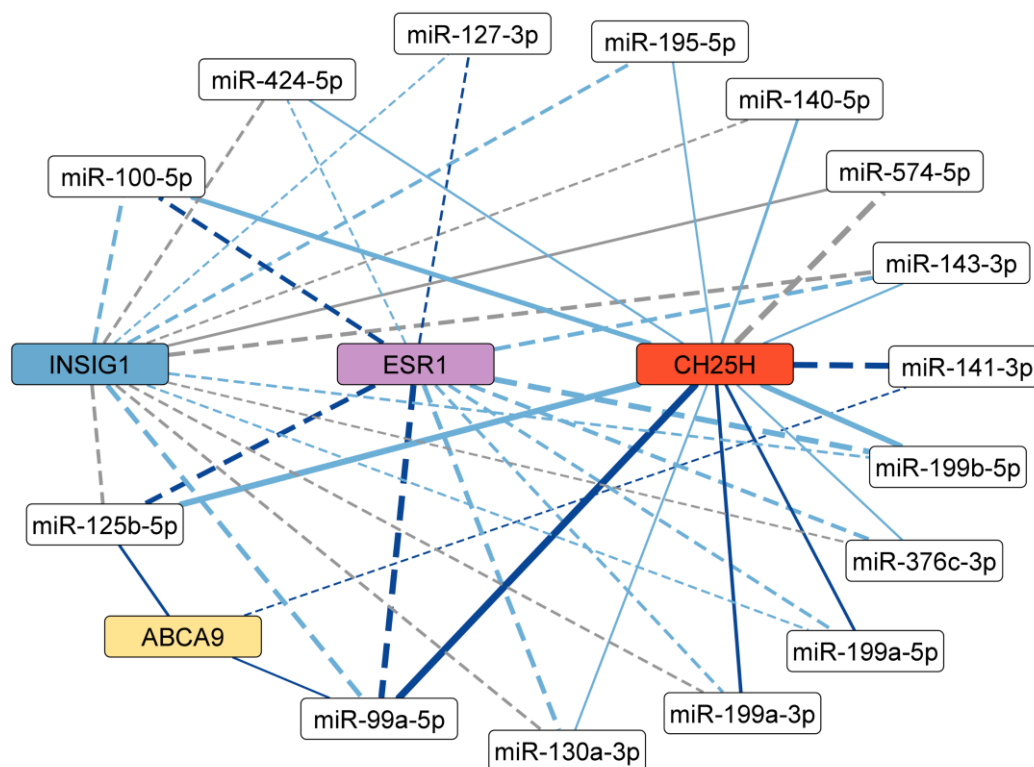 miR-127-3p
miR-195-5p
miR-424-5p
miR-140-5p
miR-100-5p
miR-574-5p
miR-143-3p
INSIG1
ESR1
CH25H
miR-141-3p
miR-199b-5p
miR-125b-5p
miR-376c-3p
ABCA9
miR-199a-5p
miR-99a-5p
miR-199a-3p
miR-130a-3p